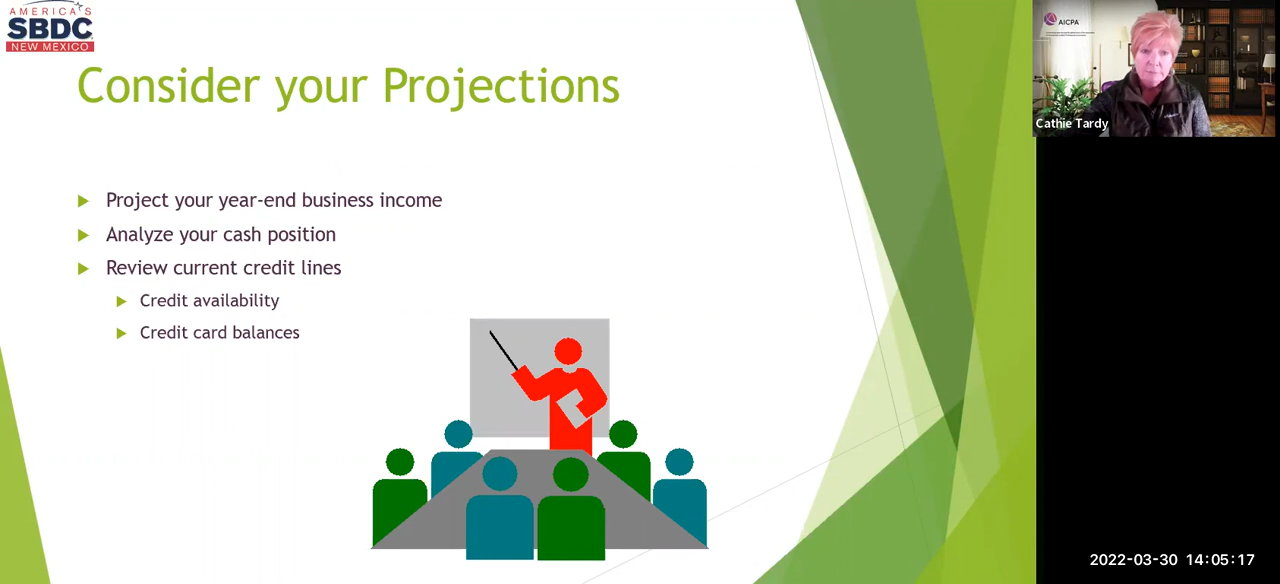 AMERICA'S
SBDC
NEW MEXICO
Consider your Projections
Project your year-end business income
Analyze your cash position
Review current credit lines
Credit availability
Credit card balances
AICPA
Cathie Tardy
2022-03-30 14:05:17